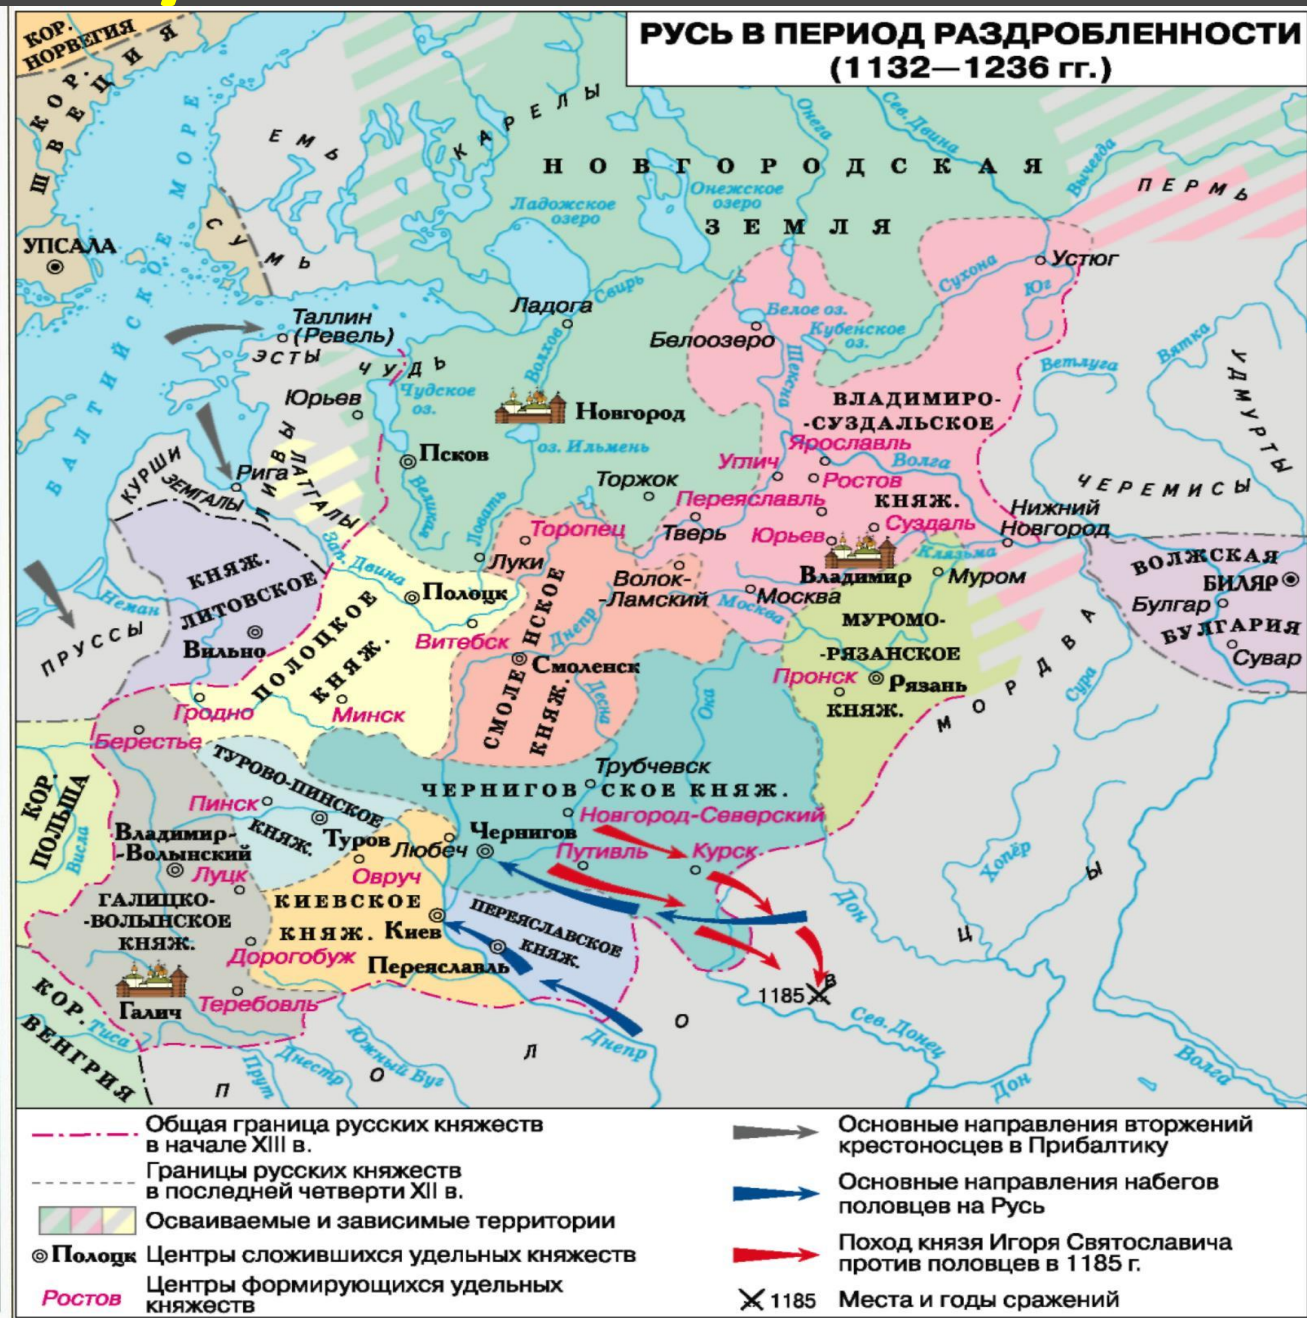 РУСЬ В ПЕРИОД РАЗДРОБЛЕННОСТИ
(1132—1236 гг.)
КОР.
НОРВЕГИЯ
КОР.
ШВЕЦИЯ
УПСАЛА
БАЛТИЙСКОЕ МОРЕ
ЕМЬ
СУМЬ
КАРЕЛЫ
НОВГОРОДСКАЯ
ЗЕМЛЯ
Онега
Сев. Двина
Вычегда
ПЕРМЬ
Ладожское
озеро
Онежское
озеро
Свирь
Сухона
Устюг
Юг
Ладога
Таллин
(Ревель)
ЭСТЫ
ЧУДЬ
Волхов
Белоозеро
Белое оз.
Кубенское
оз.
Шексна
Ветлуга
Вятка
УДМУРТЫ
Юрьев
Чудское
оз.
Новгород
ВЛАДИМИРО-
-СУЗДАЛЬСКОЕ
КНЯЖ.
Псков
оз. Ильмень
Ярославль
Углич
Волга
Ростов
ЧЕРЕМИСЫ
КУРШИ
Рига
ЗЕМГАЛЫ
ЛИВЫ
ЛАТГАЛЫ
Великая
Ловать
Торжок
Переяславль
Тверь
Юрьев
Суздаль
Нижний
Новгород
Клязьма
Владимир
Торопец
Луки
Волок-
-Ламский
Москва
Москва
Муром
ВОЛЖСКАЯ
БИЛЯР
Булгар
БУЛГАРИЯ
Сувар
КНЯЖ.
ЛИТОВСКОЕ
Вильно
Неман
ПРУССЫ
Зап. Двина
Полоцк
Витебск
ПОЛОЦКОЕ
КНЯЖ.
Днепр
Смоленск
СМОЛЕНСКОЕ
КНЯЖ.
Десна
Ока
МУРОМО-
-РЯЗАНСКОЕ
КНЯЖ.
Пронск
Рязань
МОРДВА
Сура
Гродно
Минск
Берестье
КОР.
ПОЛЬША
Висла
ТУРОВО-ПИНСКОЕ
КНЯЖ.
Пинск
Туров
ЧЕРНИГОВСКОЕ КНЯЖ.
Трубчевск
Новгород-Северский
Чернигов
Любеч
Путивль
Курск
Владимир-
-Волынский
Луцк
Овруч
ГАЛИЦКО-
-ВОЛЫНСКОЕ
КНЯЖ.
КИЕВСКОЕ
КНЯЖ.
Киев
ПЕРЕЯСЛАВСКОЕ
КНЯЖ.
Переяславль
Дорогобуж
Теребовль
Галич
КОР.
ВЕНГРИЯ
Тиса
Прут
Днестр
Южный Буг
Днепр
1185
Сев. Донец
Дон
Дон
Хопёр
Волга
ПОЛОВЦЫ
Общая граница русских княжеств
в начале XIII в.
Границы русских княжеств
в последней четверти XII в.
Осваиваемые и зависимые территории
Полоцк Центры сложившихся удельных княжеств
Ростов Центры формирующихся удельных
княжеств
Основные направления вторжений
крестоносцев в Прибалтику
Основные направления набегов
половцев на Русь
Поход князя Игоря Святославича
против половцев в 1185 г.
1185 Места и годы сражений